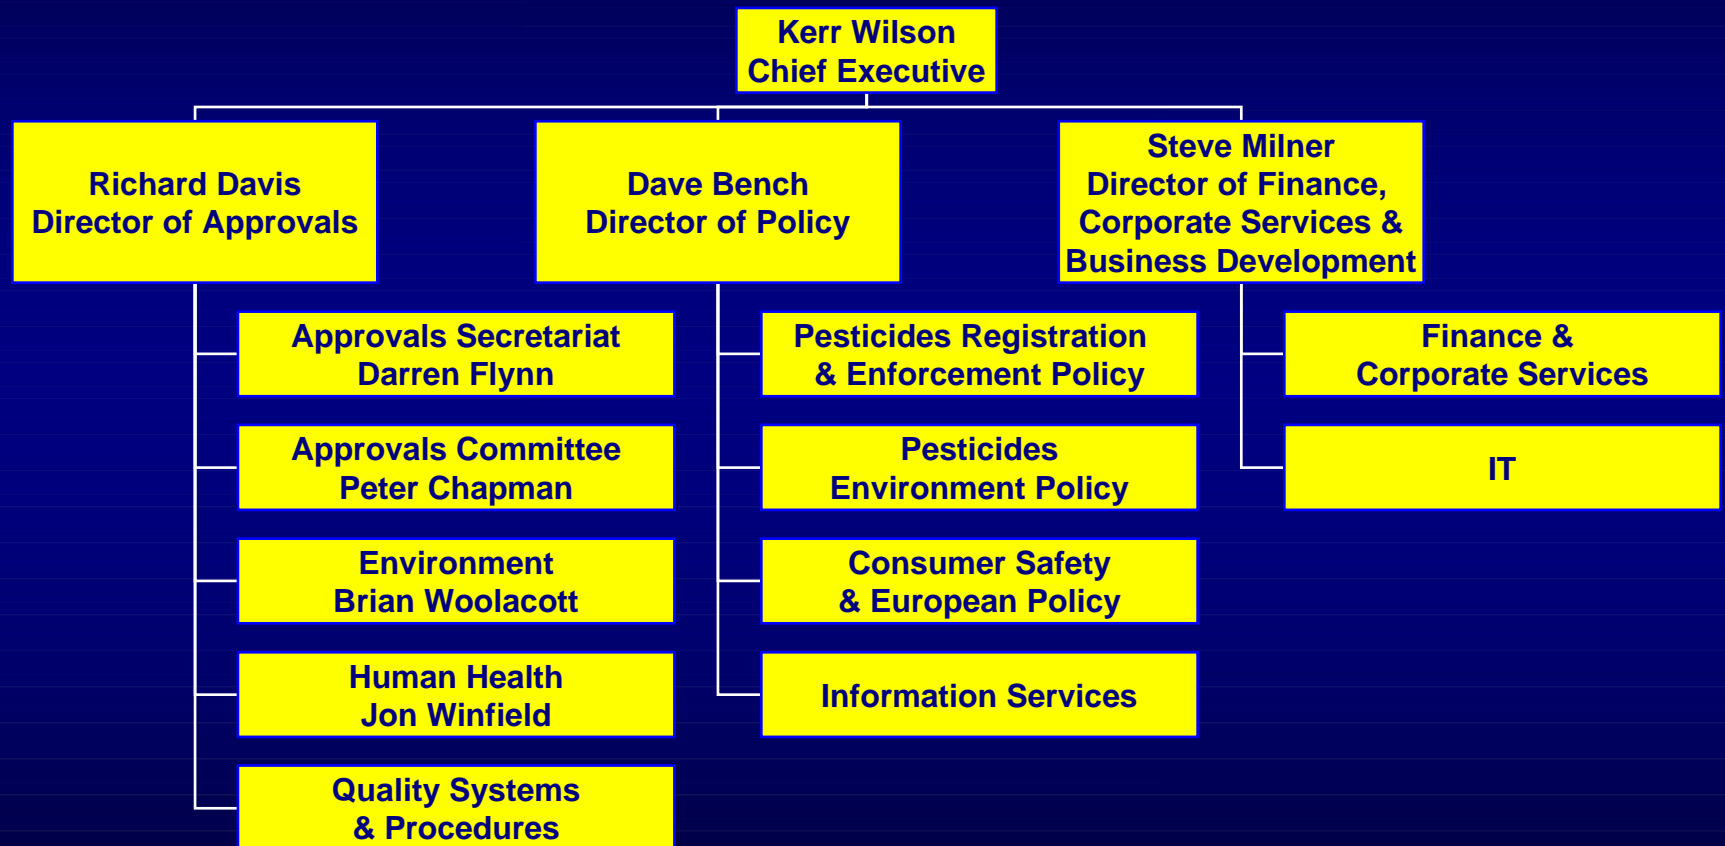 Kerr Wilson
Chief Executive
Richard Davis
Director of Approvals
Dave Bench
Director of Policy
Steve Milner
Director of Finance,
Corporate Services &
Business Development
Approvals Secretariat
Darren Flynn
Approvals Committee
Peter Chapman
Environment
Brian Woolacott
Human Health
Jon Winfield
Quality Systems
& Procedures
Pesticides Registration
& Enforcement Policy
Pesticides
Environment Policy
Consumer Safety
& European Policy
Information Services
Finance &
Corporate Services
IT